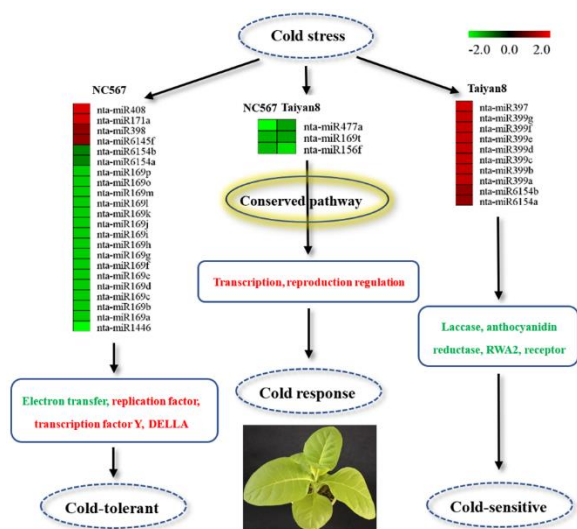 Cold stress
-2.0 0.0 2.0
NC567
nta-miR408
nta-miR171a
nta-miR398
nta-miR6145f
nta-miR6154b
nta-miR6154a
nta-miR169p
nta-miR169o
nta-miR169m
nta-miR169l
nta-miR169k
nta-miR169j
nta-miR169i
nta-miR169h
nta-miR169g
nta-miR169f
nta-miR169e
nta-miR169d
nta-miR169c
nta-miR169b
nta-miR169a
nta-miR1446
Electron transfer, replication factor,
transcription factor Y, DELLA
Cold-tolerant
NC567 Taiyan8
nta-miR477a
nta-miR169t
nta-miR156f
Conserved pathway
Transcription, reproduction regulation
Cold response
Taiyan8
nta-miR397
nta-miR399g
nta-miR399f
nta-miR399e
nta-miR399d
nta-miR399c
nta-miR399b
nta-miR399a
nta-miR6154b
nta-miR6154a
Laccase, anthocyanidin
reductase, RWA2, receptor
Cold-sensitive